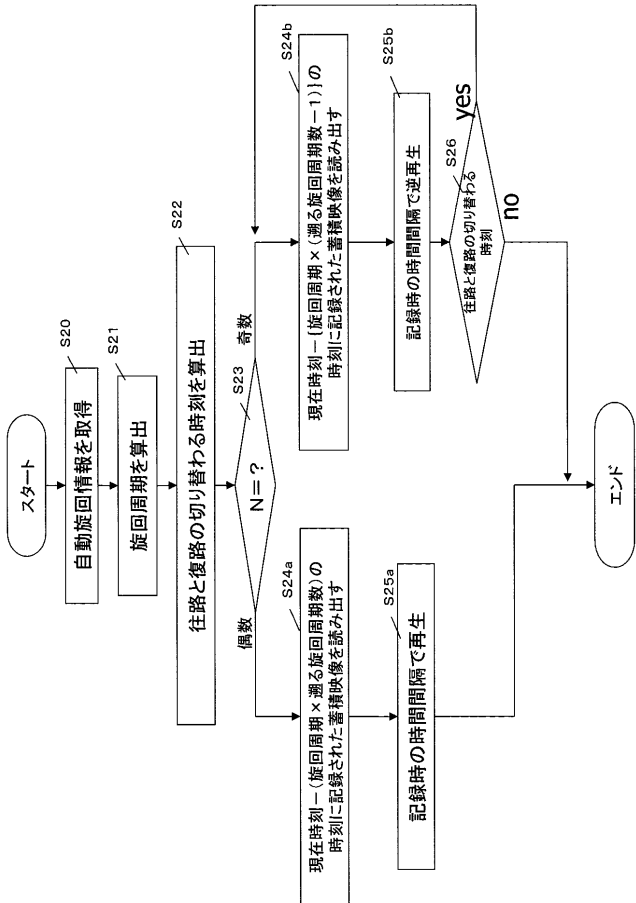 スタート
S20
自動旋回情報を取得
S21
旋回周期を算出
S22
往路と復路の切り替わる時刻を算出
S23
N=?
偶数
奇数
S24a
現在時刻-(旋回周期×遡る旋回周期数)の
時刻に記録された蓄積映像を読み出す
S25a
記録時の時間間隔で再生
S24b
現在時刻-{旋回周期×(遡る旋回周期数-1)}の
時刻に記録された蓄積映像を読み出す
S25b
記録時の時間間隔で逆再生
S26
往路と復路の切り替わる
時刻
yes
no
エンド